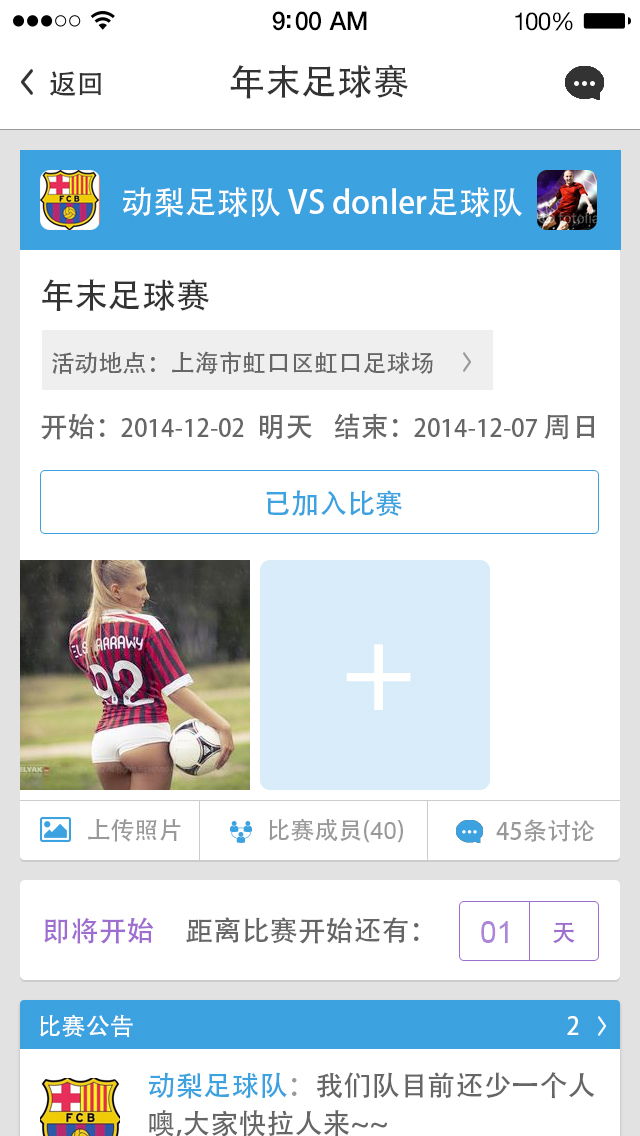 9:00 AM 100%
返回 年末足球赛
FCB 动梨足球队 VS donler足球队
年末足球赛
活动地点：上海市虹口区虹口足球场
开始：2014-12-02 明天 结束：2014-12-07 周日
已加入比赛
92
上传照片 比赛成员(40) 45条讨论
即将开始 距离比赛开始还有： 01 天
比赛公告 2
FCB 动梨足球队：我们队目前还少一个人
噢,大家快拉人来~~